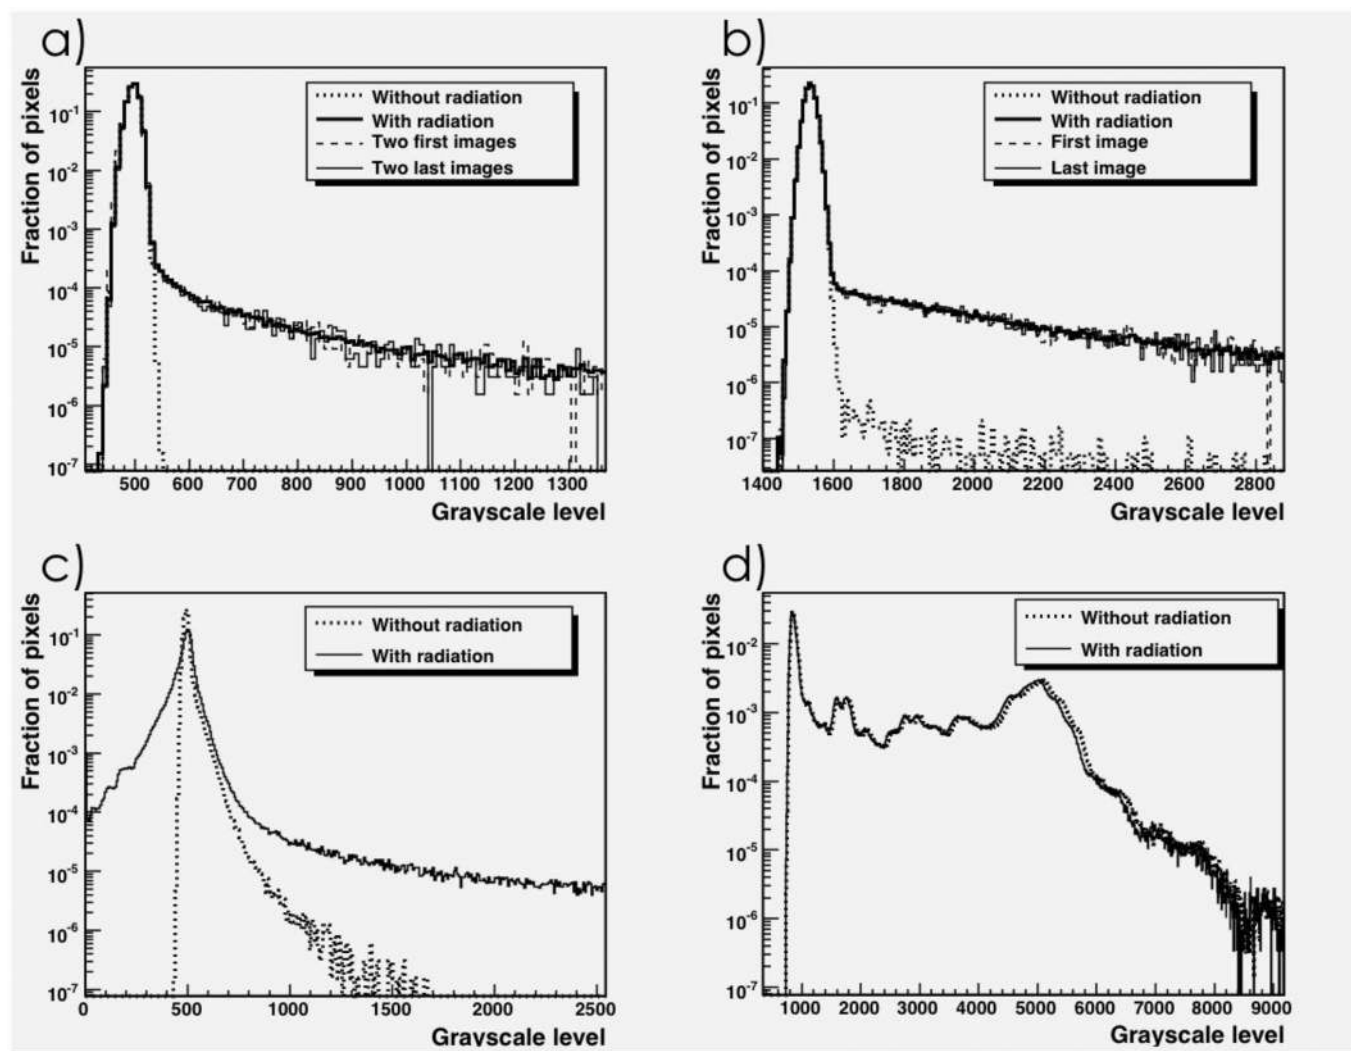 a)
Fraction of pixels
Without radiation
With radiation
Two first images
Two last images
10-1
10-2
10-3
10-4
10-5
10-6
10-7
500 600 700 800 900 1000 1100 1200 1300
Grayscale level
b)
Fraction of pixels
Without radiation
With radiation
First image
Last image
10-1
10-2
10-3
10-4
10-5
10-6
10-7
1400 1600 1800 2000 2200 2400 2600 2800
Grayscale level
c)
Fraction of pixels
Without radiation
With radiation
10-1
10-2
10-3
10-4
10-5
10-6
10-7
0 500 1000 1500 2000 2500
Grayscale level
d)
Fraction of pixels
Without radiation
With radiation
10-2
10-3
10-4
10-5
10-6
10-7
1000 2000 3000 4000 5000 6000 7000 8000 9000
Grayscale level